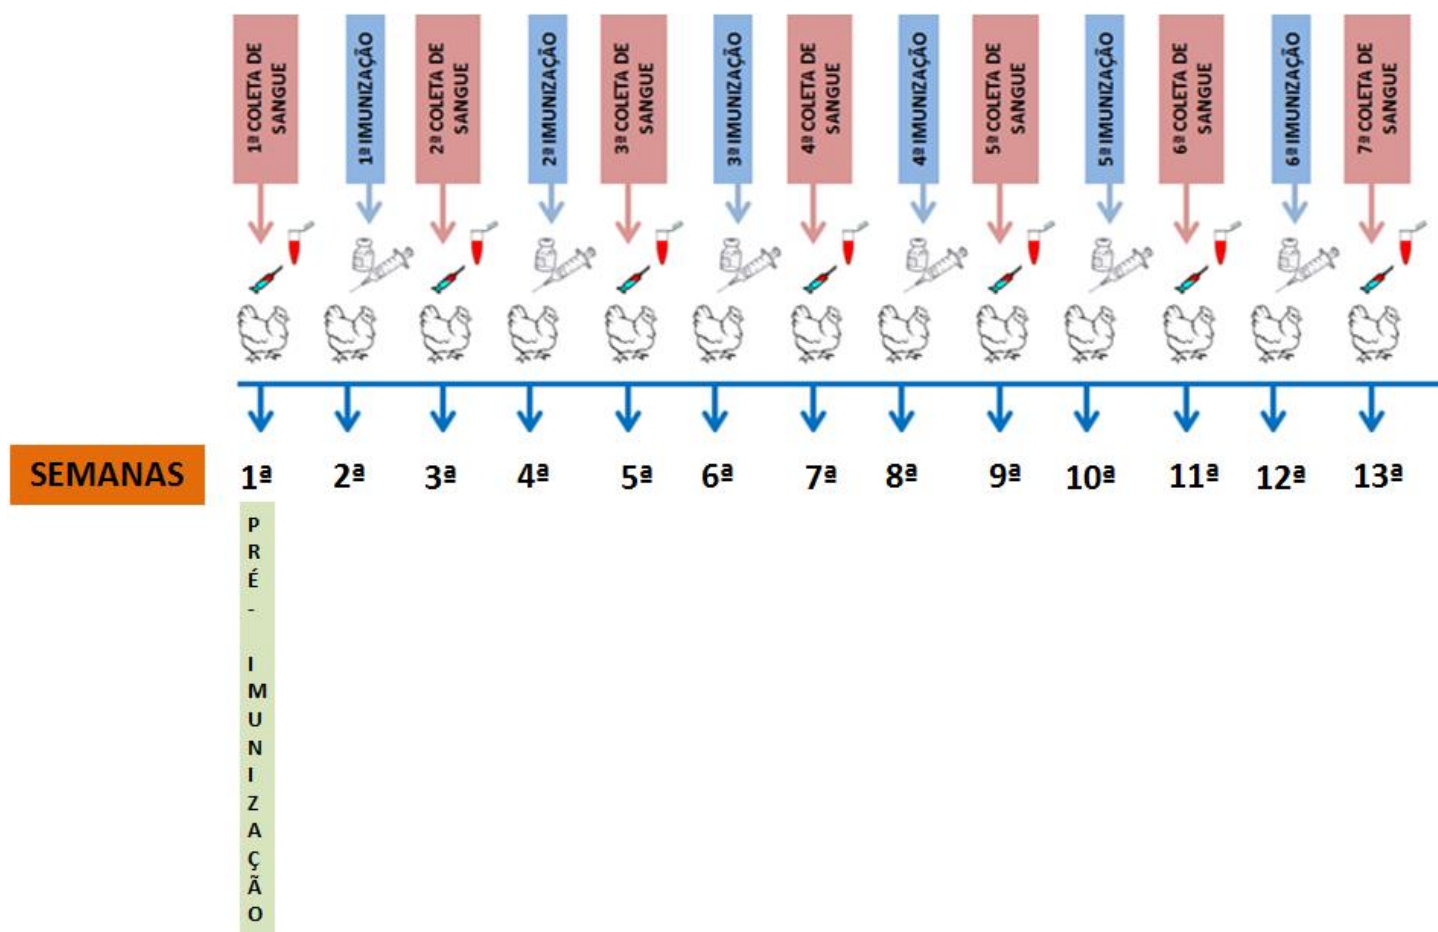 1ª COLETA DE
SANGUE
1ª IMUNIZAÇÃO
2ª COLETA DE
SANGUE
2ª IMUNIZAÇÃO
3ª COLETA DE
SANGUE
3ª IMUNIZAÇÃO
4ª COLETA DE
SANGUE
4ª IMUNIZAÇÃO
5ª COLETA DE
SANGUE
5ª IMUNIZAÇÃO
6ª COLETA DE
SANGUE
6ª IMUNIZAÇÃO
7ª COLETA DE
SANGUE
SEMANAS 1ª 2ª 3ª 4ª 5ª 6ª 7ª 8ª 9ª 10ª 11ª 12ª 13ª
P
R
É
-
I
M
U
N
I
Z
A
Ç
Ã
O